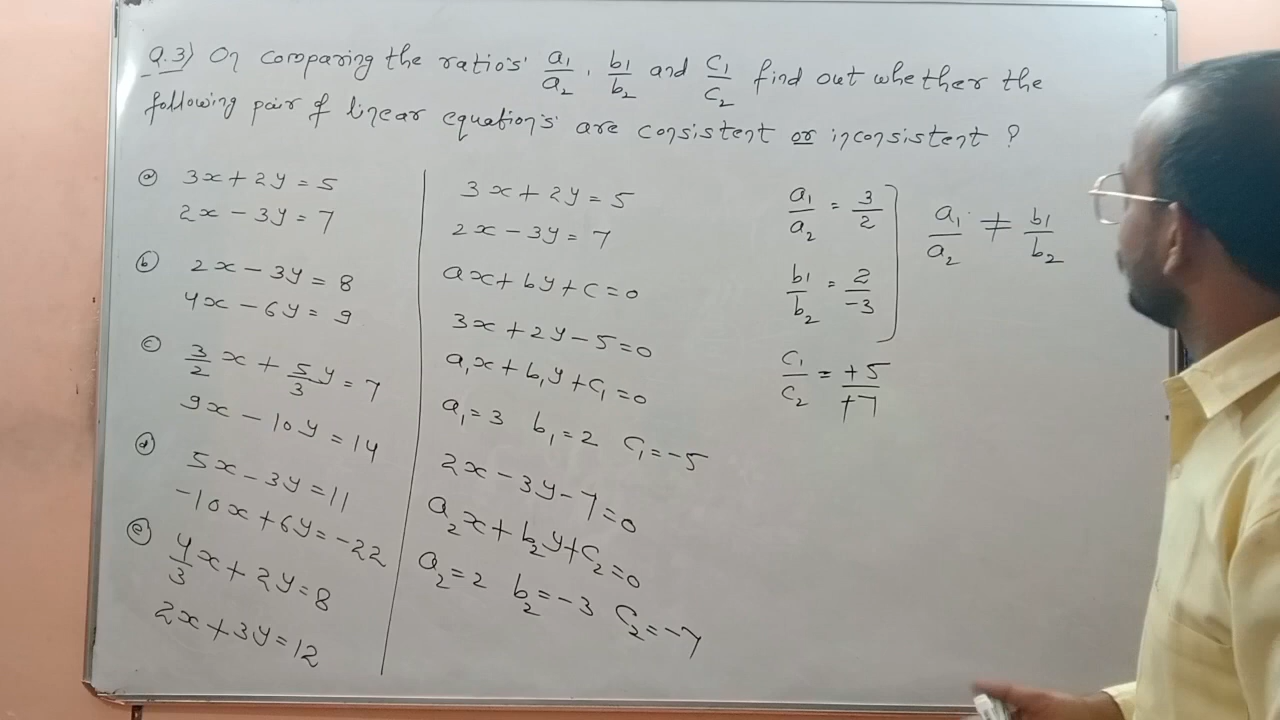 Q.3) On comparing the ratio's a₁/a₂, b₁/b₂ and c₁/c₂ find out whether the
following pair of linear equation's are consistent or inconsistent ?
(a) 3x + 2y = 5
2x - 3y = 7
(b) 2x - 3y = 8
4x - 6y = 9
(c) 3/2 x + 5/3 y = 7
9x - 10y = 14
(d) 5x - 3y = 11
-10x + 6y = -22
(e) 4/3 x + 2y = 8
2x + 3y = 12
3x + 2y = 5
2x - 3y = 7
ax + by + c = 0
3x + 2y - 5 = 0
a₁x + b₁y + c₁ = 0
a₁ = 3 b₁ = 2 c₁ = -5
2x - 3y - 7 = 0
a₂x + b₂y + c₂ = 0
a₂ = 2 b₂ = -3 c₂ = -7
a₁/a₂ = 3/2
b₁/b₂ = 2/-3
a₁/a₂ ≠ b₁/b₂
c₁/c₂ = +5/+7